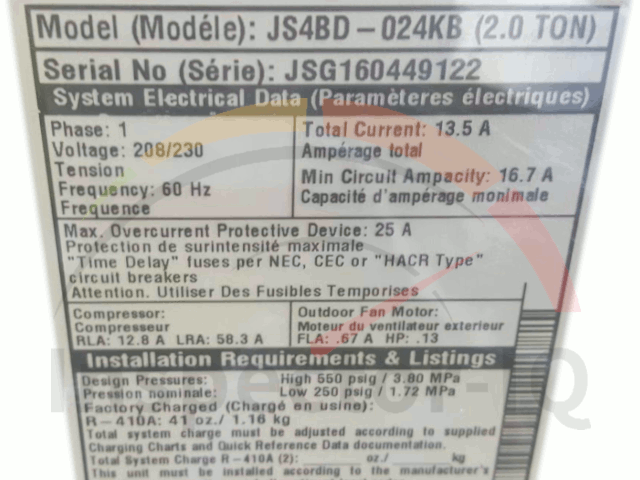 Model (Modéle): JS4BD-024KB (2.0 TON)
Serial No (Série): JSG160449122
System Electrical Data (Paramèteres électriques)
Phase: 1
Voltage: 208/230
Tension
Frequency: 60 Hz
Frequence
Total Current: 13.5 A
Ampérage total
Min Circuit Ampacity: 16.7 A
Capacité d'ampérage monimale
Max. Overcurrent Protective Device: 25 A
Protection de surintensité maximale
"Time Delay" fuses per NEC, CEC or "HACR Type"
circuit breakers
Attention. Utiliser Des Fusibles Temporises
Compressor:
Compresseur
RLA: 12.8 A LRA: 58.3 A
Outdoor Fan Motor:
Moteur du ventilateur exterieur
FLA: .67 A HP: .13
Installation Requirements & Listings
Design Pressures: High 550 psig / 3.80 MPa
Pression nominale: Low 250 psig / 1.72 MPa
Factory Charged (Chargé en usine):
R-410A: 41 oz./ 1.16 kg
Total system charge must be adjusted according to supplied
Charging Charts and Quick Reference Data documentation.
Total System Charge R-410A (2): oz./ kg
This unit must be installed according to the manufacturer's